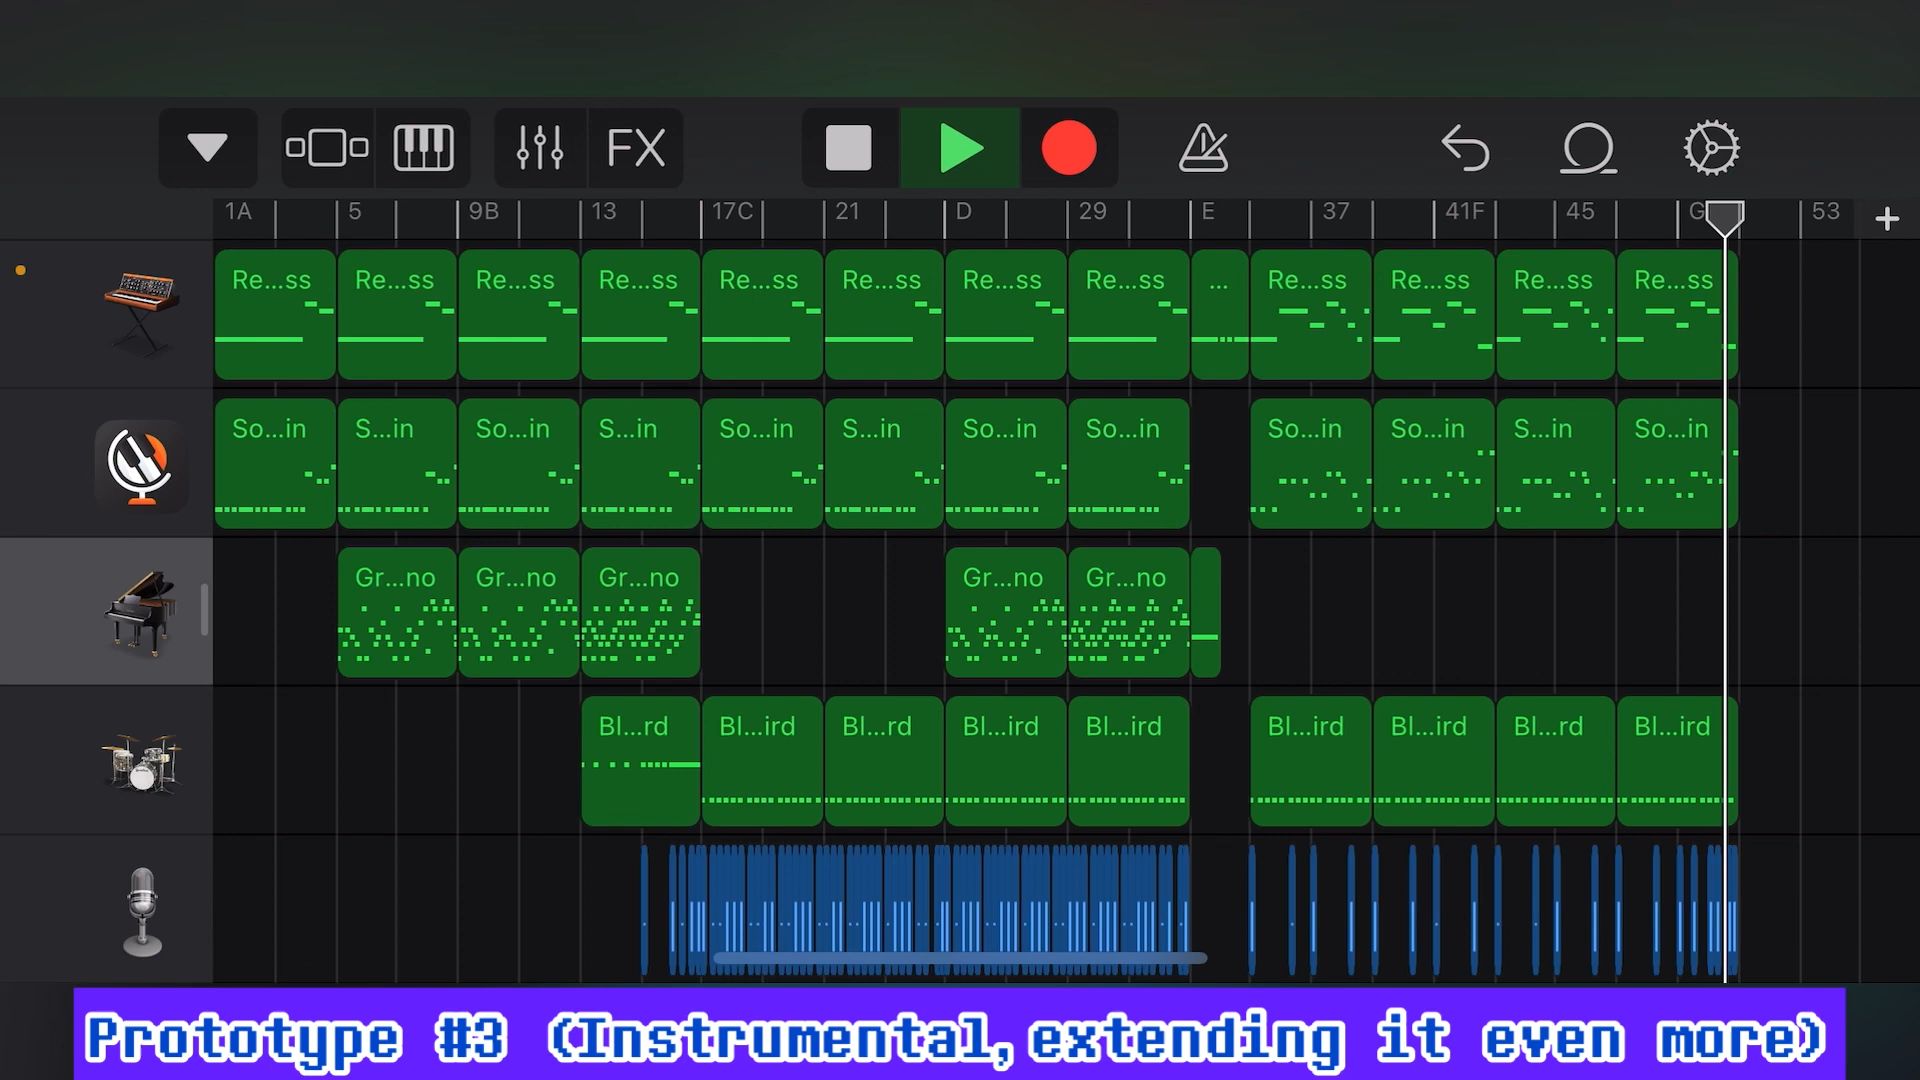 FX
1A 5 9B 13 17C 21 D 29 E 37 41F 45 G 53 +
Re...ss Re...ss Re...ss Re...ss Re...ss Re...ss Re...ss Re...ss ... Re...ss Re...ss Re...ss Re...ss
So...in S...in So...in S...in So...in S...in So...in So...in So...in So...in S...in So...in
Gr...no Gr...no Gr...no Gr...no Gr...no
Bl...rd Bl...ird Bl...rd Bl...ird Bl...ird Bl...ird Bl...ird Bl...rd Bl...ird
Prototype #3 (Instrumental, extending it even more)